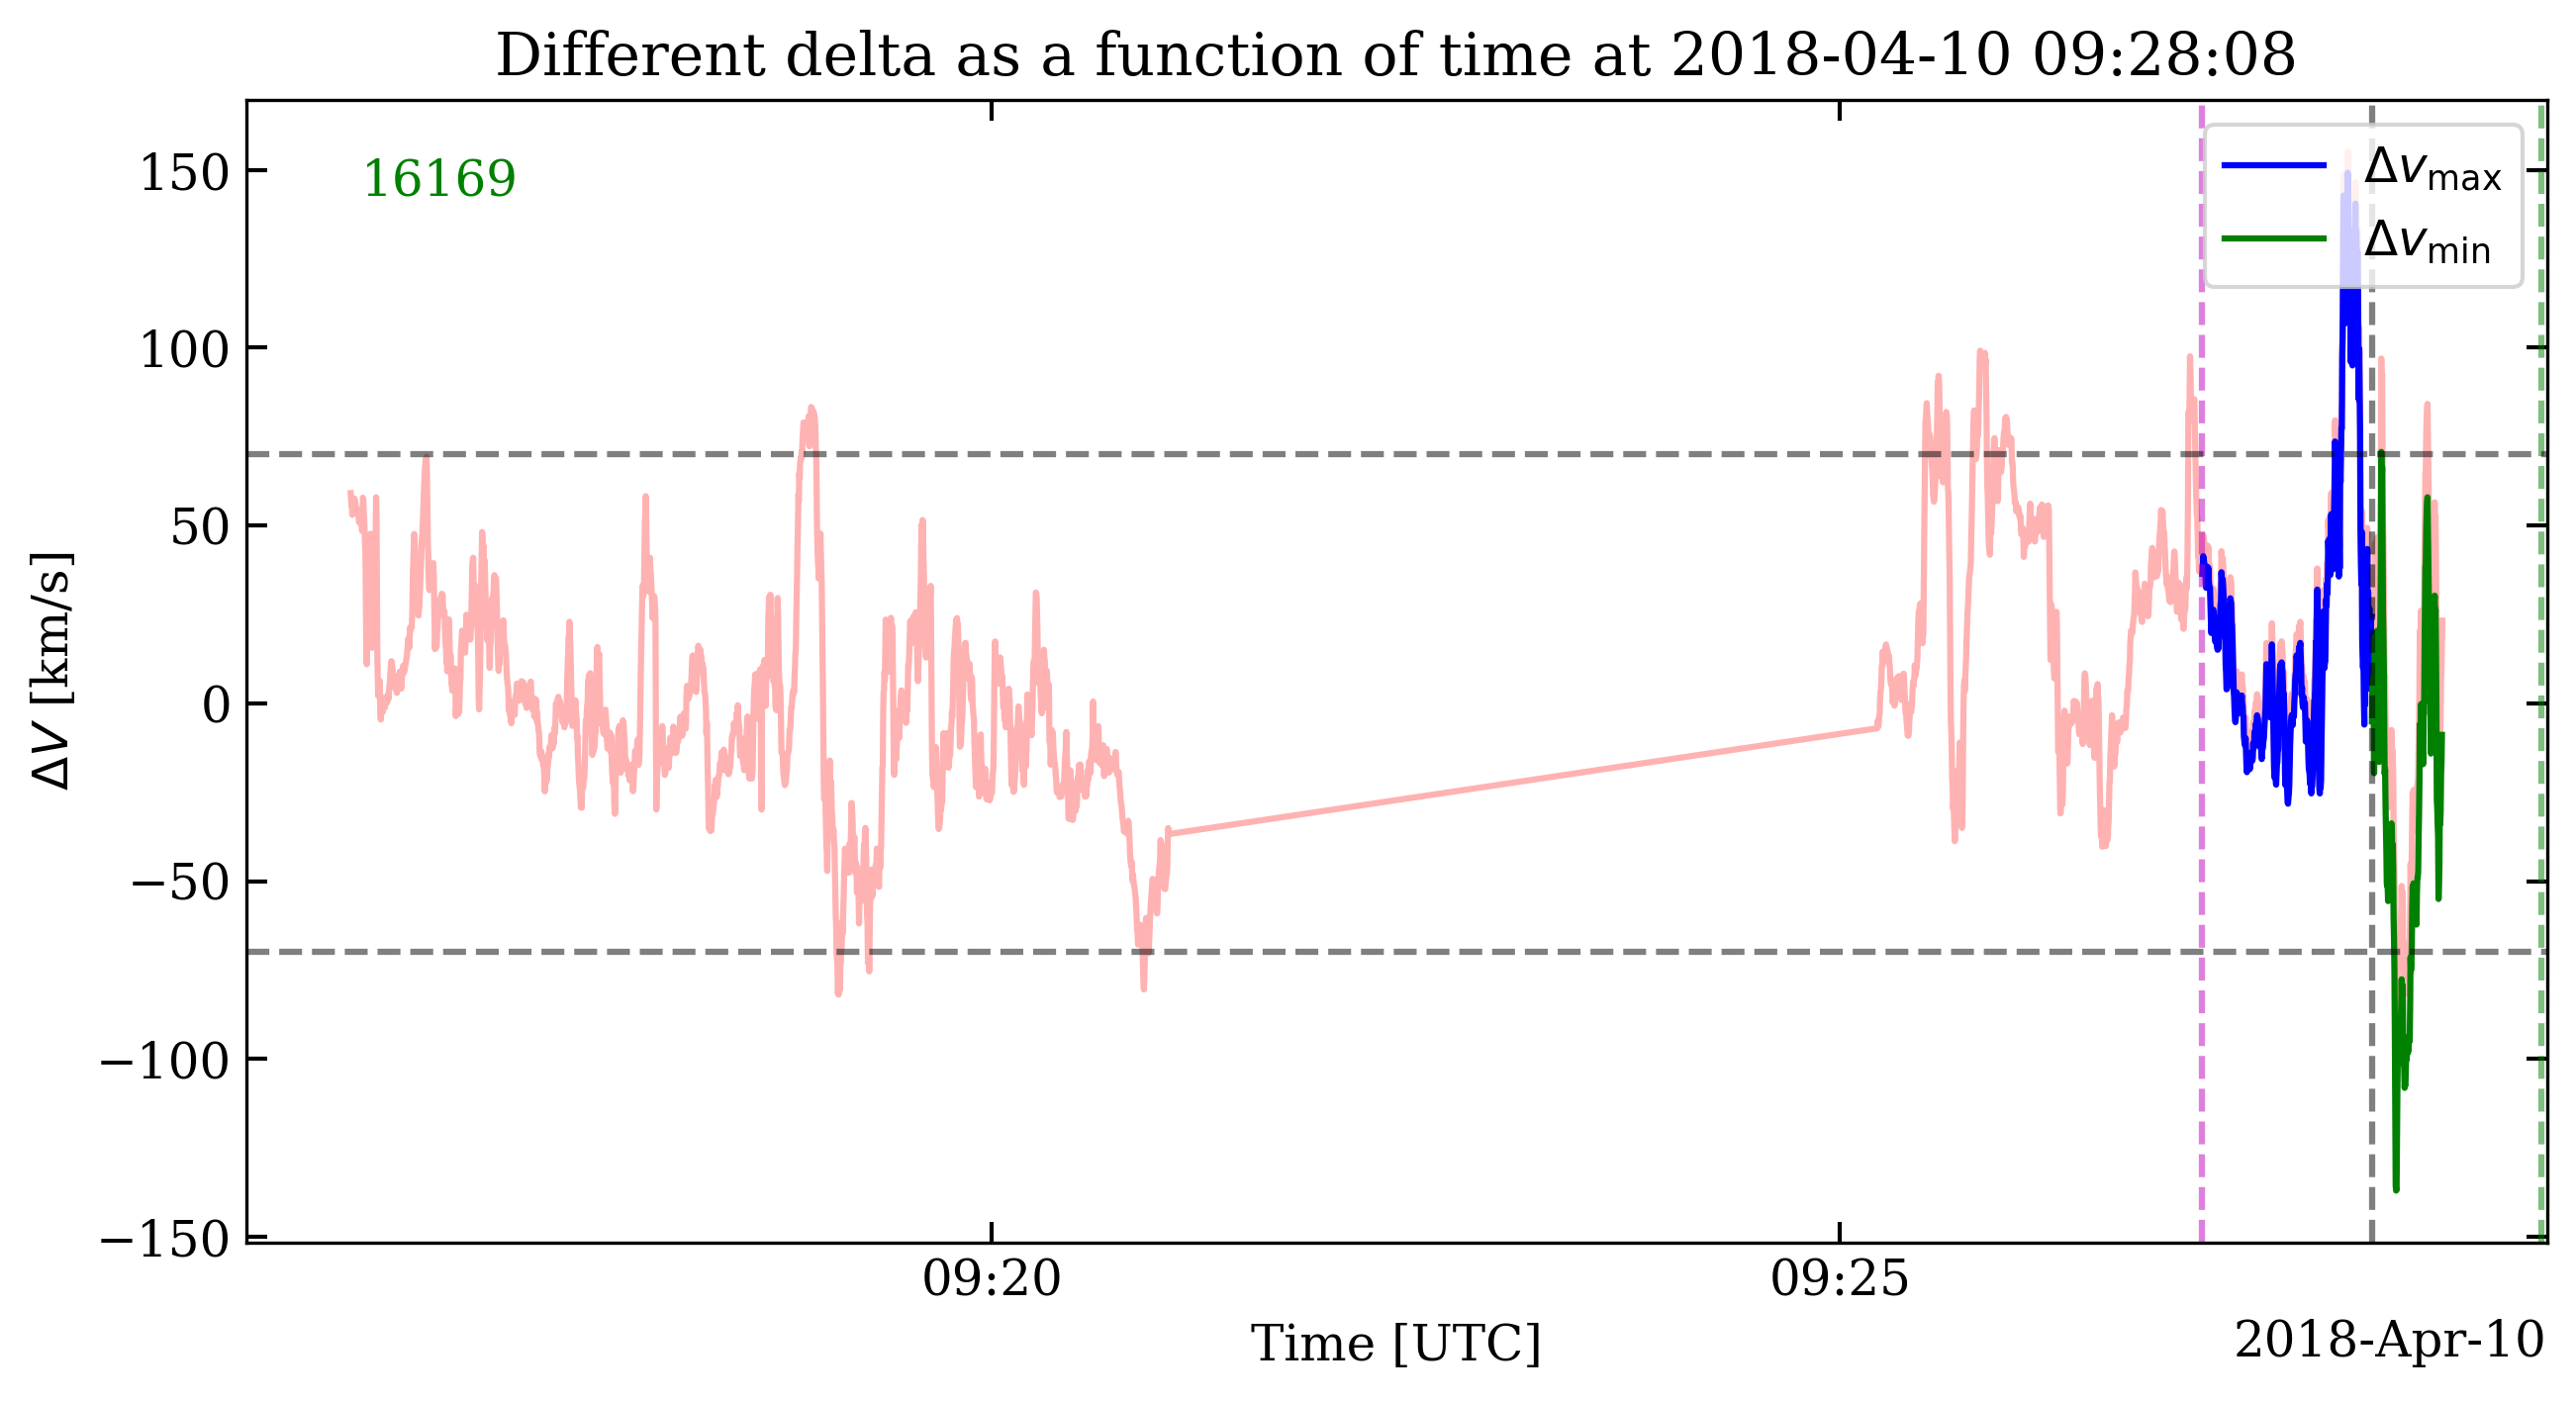 Different delta as a function of time at 2018-04-10 09:28:08
16169
Δv_max
Δv_min
150
100
50
0
−50
−100
−150
ΔV [km/s]
09:20
09:25
Time [UTC]
2018-Apr-10